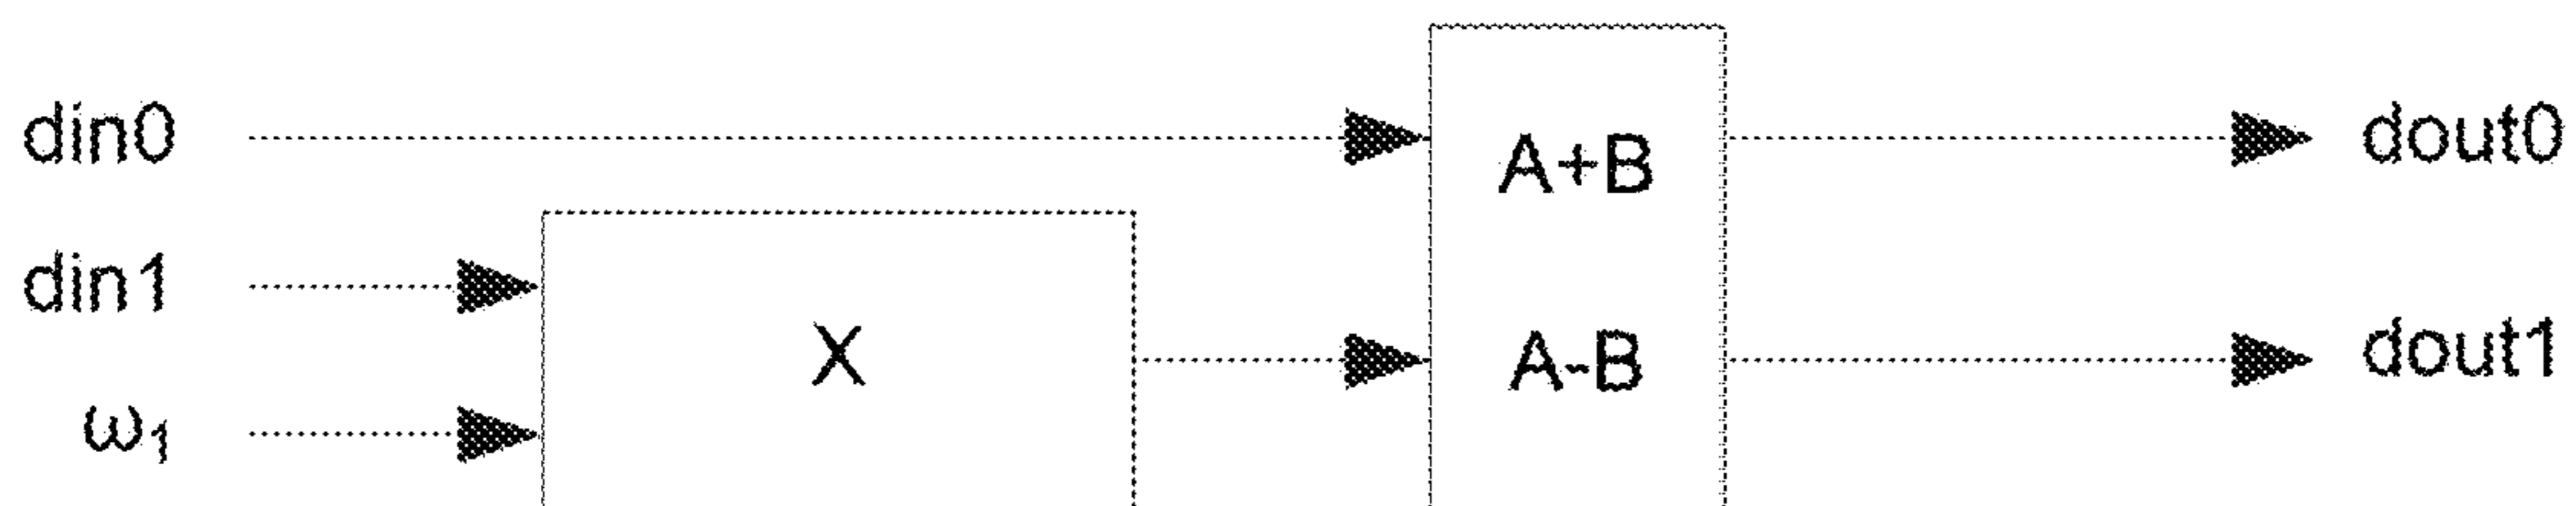 din0 A+B dout0
din1
X A-B dout1
ω₁